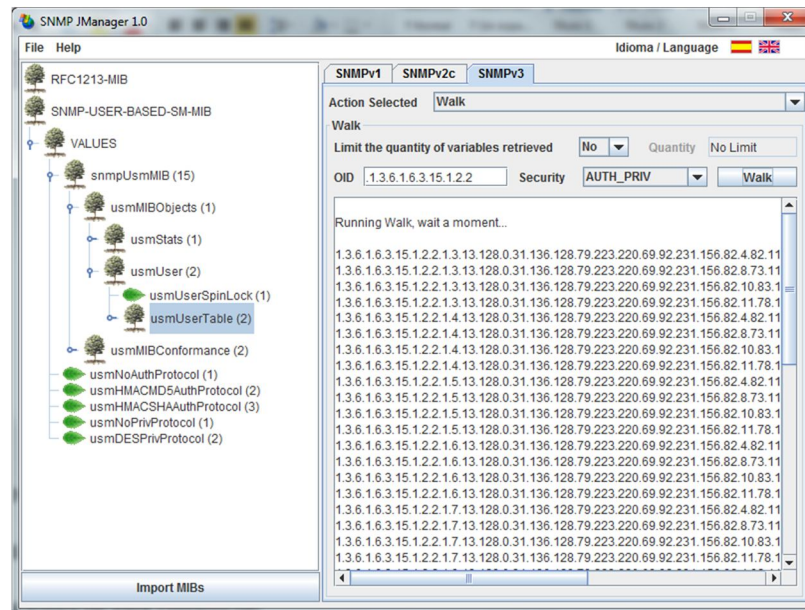 SNMP JManager 1.0
File Help
Idioma / Language
RFC1213-MIB
SNMP-USER-BASED-SM-MIB
VALUES
snmpUsmMIB (15)
usmMIBObjects (1)
usmStats (1)
usmUser (2)
usmUserSpinLock (1)
usmUserTable (2)
usmMIBConformance (2)
usmNoAuthProtocol (1)
usmHMACMD5AuthProtocol (2)
usmHMACSHAAuthProtocol (3)
usmNoPrivProtocol (1)
usmDESPrivProtocol (2)
Import MIBs
SNMPv1 SNMPv2c SNMPv3
Action Selected Walk
Walk
Limit the quantity of variables retrieved No Quantity No Limit
OID .1.3.6.1.6.3.15.1.2.2 Security AUTH_PRIV Walk
Running Walk, wait a moment...
1.3.6.1.6.3.15.1.2.2.1.3.13.128.0.31.136.128.79.223.220.69.92.231.156.82.4.82.11
1.3.6.1.6.3.15.1.2.2.1.3.13.128.0.31.136.128.79.223.220.69.92.231.156.82.8.73.11
1.3.6.1.6.3.15.1.2.2.1.3.13.128.0.31.136.128.79.223.220.69.92.231.156.82.10.83.1
1.3.6.1.6.3.15.1.2.2.1.3.13.128.0.31.136.128.79.223.220.69.92.231.156.82.11.78.1
1.3.6.1.6.3.15.1.2.2.1.4.13.128.0.31.136.128.79.223.220.69.92.231.156.82.4.82.11
1.3.6.1.6.3.15.1.2.2.1.4.13.128.0.31.136.128.79.223.220.69.92.231.156.82.8.73.11
1.3.6.1.6.3.15.1.2.2.1.4.13.128.0.31.136.128.79.223.220.69.92.231.156.82.10.83.1
1.3.6.1.6.3.15.1.2.2.1.4.13.128.0.31.136.128.79.223.220.69.92.231.156.82.11.78.1
1.3.6.1.6.3.15.1.2.2.1.5.13.128.0.31.136.128.79.223.220.69.92.231.156.82.4.82.11
1.3.6.1.6.3.15.1.2.2.1.5.13.128.0.31.136.128.79.223.220.69.92.231.156.82.8.73.11
1.3.6.1.6.3.15.1.2.2.1.5.13.128.0.31.136.128.79.223.220.69.92.231.156.82.10.83.1
1.3.6.1.6.3.15.1.2.2.1.5.13.128.0.31.136.128.79.223.220.69.92.231.156.82.11.78.1
1.3.6.1.6.3.15.1.2.2.1.6.13.128.0.31.136.128.79.223.220.69.92.231.156.82.4.82.11
1.3.6.1.6.3.15.1.2.2.1.6.13.128.0.31.136.128.79.223.220.69.92.231.156.82.8.73.11
1.3.6.1.6.3.15.1.2.2.1.6.13.128.0.31.136.128.79.223.220.69.92.231.156.82.10.83.1
1.3.6.1.6.3.15.1.2.2.1.6.13.128.0.31.136.128.79.223.220.69.92.231.156.82.11.78.1
1.3.6.1.6.3.15.1.2.2.1.7.13.128.0.31.136.128.79.223.220.69.92.231.156.82.4.82.11
1.3.6.1.6.3.15.1.2.2.1.7.13.128.0.31.136.128.79.223.220.69.92.231.156.82.8.73.11
1.3.6.1.6.3.15.1.2.2.1.7.13.128.0.31.136.128.79.223.220.69.92.231.156.82.10.83.1
1.3.6.1.6.3.15.1.2.2.1.7.13.128.0.31.136.128.79.223.220.69.92.231.156.82.11.78.1